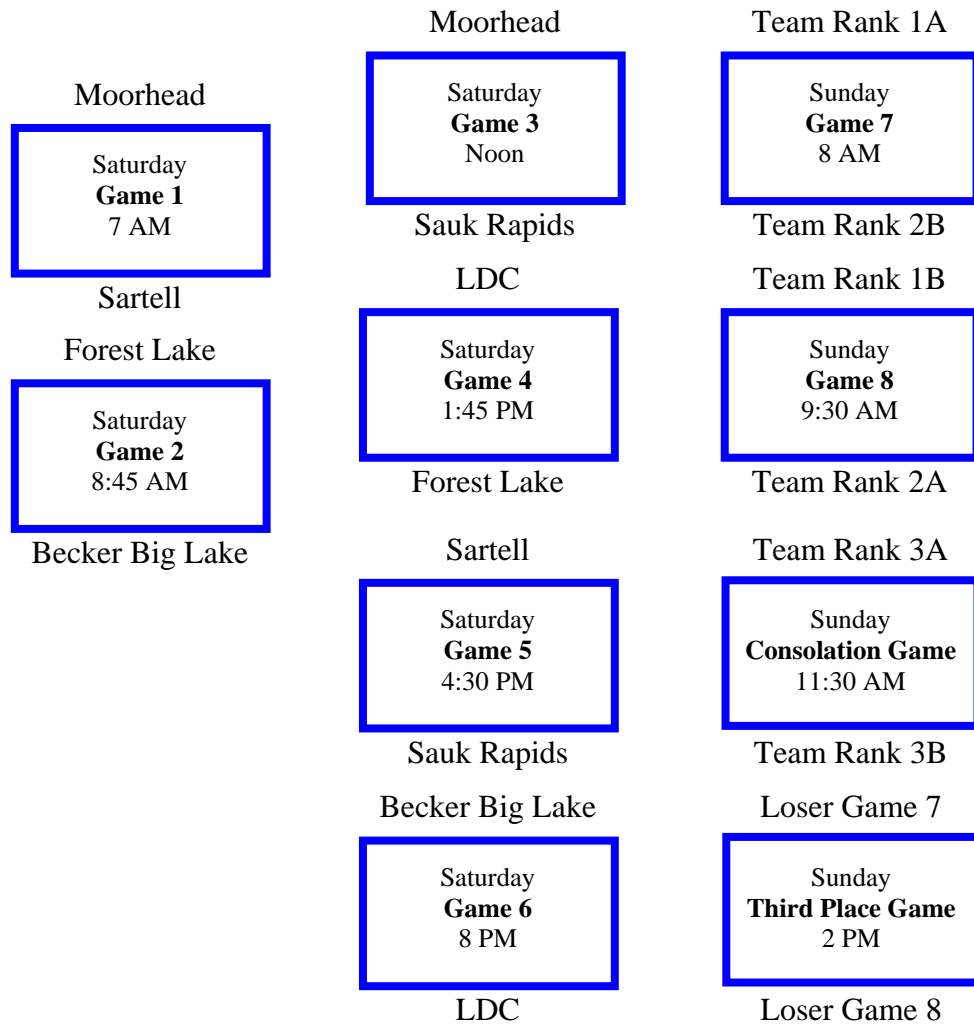 Moorhead
Saturday
Game 1
7 AM
Sartell
Forest Lake
Saturday
Game 2
8:45 AM
Becker Big Lake
Moorhead
Saturday
Game 3
Noon
Sauk Rapids
LDC
Saturday
Game 4
1:45 PM
Forest Lake
Sartell
Saturday
Game 5
4:30 PM
Sauk Rapids
Becker Big Lake
Saturday
Game 6
8 PM
LDC
Team Rank 1A
Sunday
Game 7
8 AM
Team Rank 2B
Team Rank 1B
Sunday
Game 8
9:30 AM
Team Rank 2A
Team Rank 3A
Sunday
Consolation Game
11:30 AM
Team Rank 3B
Loser Game 7
Sunday
Third Place Game
2 PM
Loser Game 8